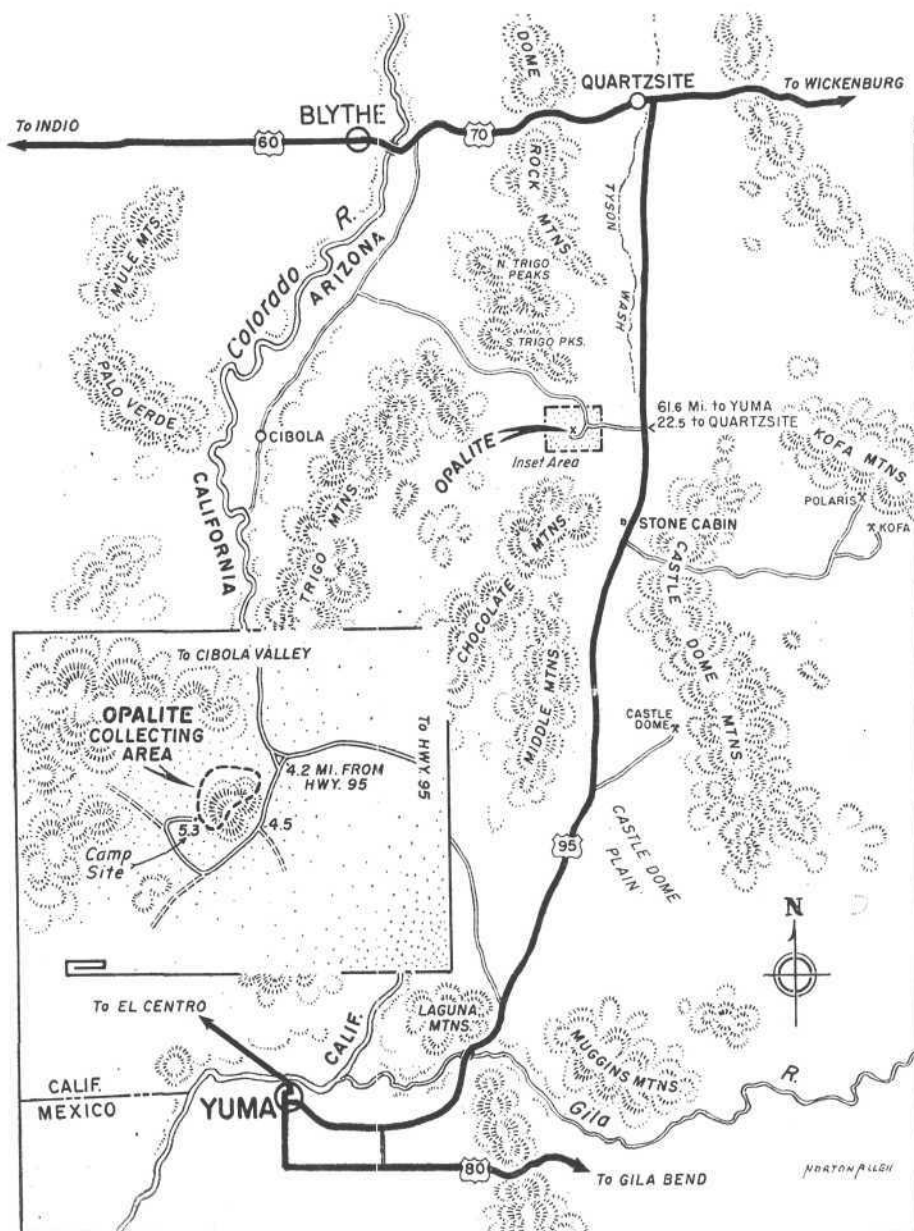 DOME
QUARTZSITE
To WICKENBURG
To INDIO
BLYTHE
60
70
ROCK
MTNS
TYSON
WASH
MULE MTS.
Colorado R.
ARIZONA
N. TRIGO
PEAKS
S. TRIGO PKS.
PALO VERDE
61.6 Mi. to YUMA
22.5 to QUARTZSITE
CIBOLA
OPALITE
Inset Area
KOFA MTNS.
POLARIS
KOFA
CALIFORNIA
TRIGO
MTNS
STONE CABIN
CHOCOLATE
MTNS
CASTLE
DOME
MTNS
MIDDLE MTNS
CASTLE
DOME
To CIBOLA VALLEY
OPALITE
COLLECTING
AREA
To HWY. 95
4.2 MI. FROM
HWY. 95
5.3
4.5
Camp
Site
95
CASTLE DOME
PLAIN
N
To EL CENTRO
CALIF.
LAGUNA
MTNS.
MUGGINS MTNS
Gila
R.
CALIF.
MEXICO
YUMA
80
To GILA BEND
NORTON ALLEN